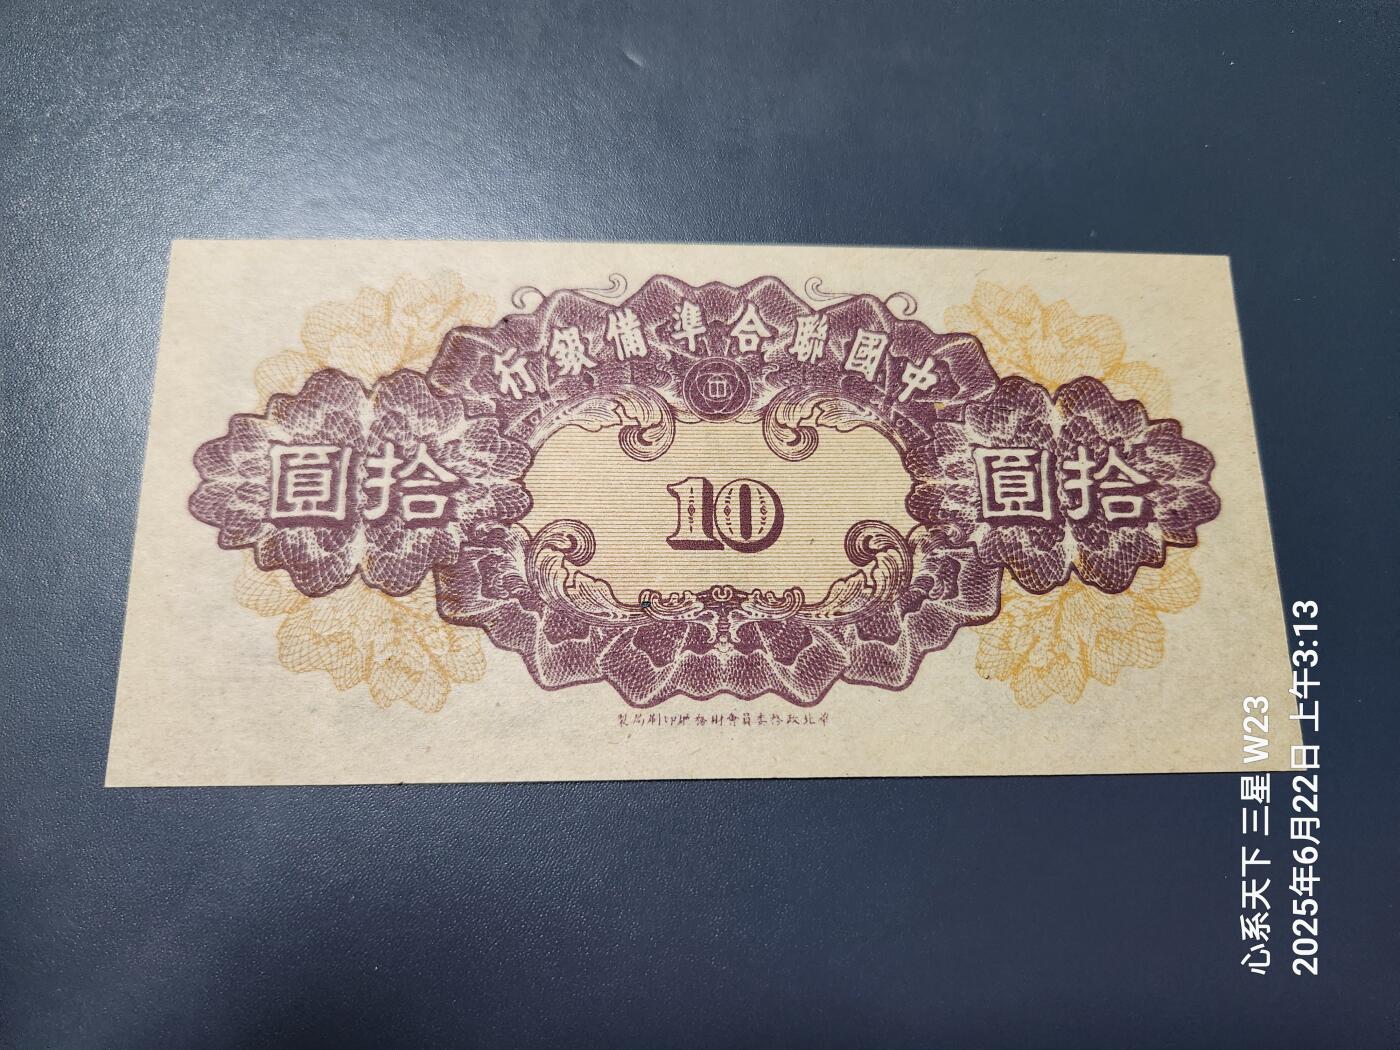 中國聯合準備銀行
拾圓
拾圓
10
華北政務委員會財務廳印刷局製
心系天下 三星 W23
2025年6月22日 上午3:13